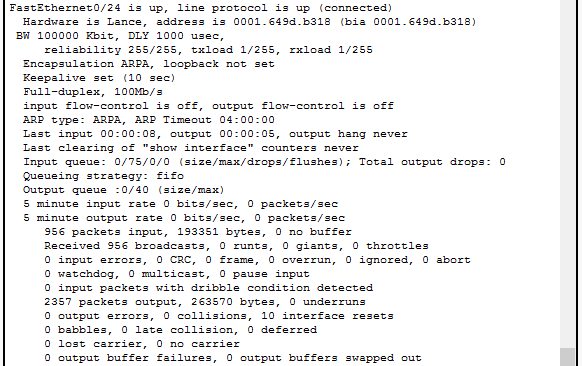 FastEthernet0/24 is up, line protocol is up (connected)
Hardware is Lance, address is 0001.649d.b318 (bia 0001.649d.b318)
BW 100000 Kbit, DLY 1000 usec,
reliability 255/255, txload 1/255, rxload 1/255
Encapsulation ARPA, loopback not set
Keepalive set (10 sec)
Full-duplex, 100Mb/s
input flow-control is off, output flow-control is off
ARP type: ARPA, ARP Timeout 04:00:00
Last input 00:00:08, output 00:00:05, output hang never
Last clearing of "show interface" counters never
Input queue: 0/75/0/0 (size/max/drops/flushes); Total output drops: 0
Queueing strategy: fifo
Output queue :0/40 (size/max)
5 minute input rate 0 bits/sec, 0 packets/sec
5 minute output rate 0 bits/sec, 0 packets/sec
956 packets input, 193351 bytes, 0 no buffer
Received 956 broadcasts, 0 runts, 0 giants, 0 throttles
0 input errors, 0 CRC, 0 frame, 0 overrun, 0 ignored, 0 abort
0 watchdog, 0 multicast, 0 pause input
0 input packets with dribble condition detected
2357 packets output, 263570 bytes, 0 underruns
0 output errors, 0 collisions, 10 interface resets
0 babbles, 0 late collision, 0 deferred
0 lost carrier, 0 no carrier
0 output buffer failures, 0 output buffers swapped out